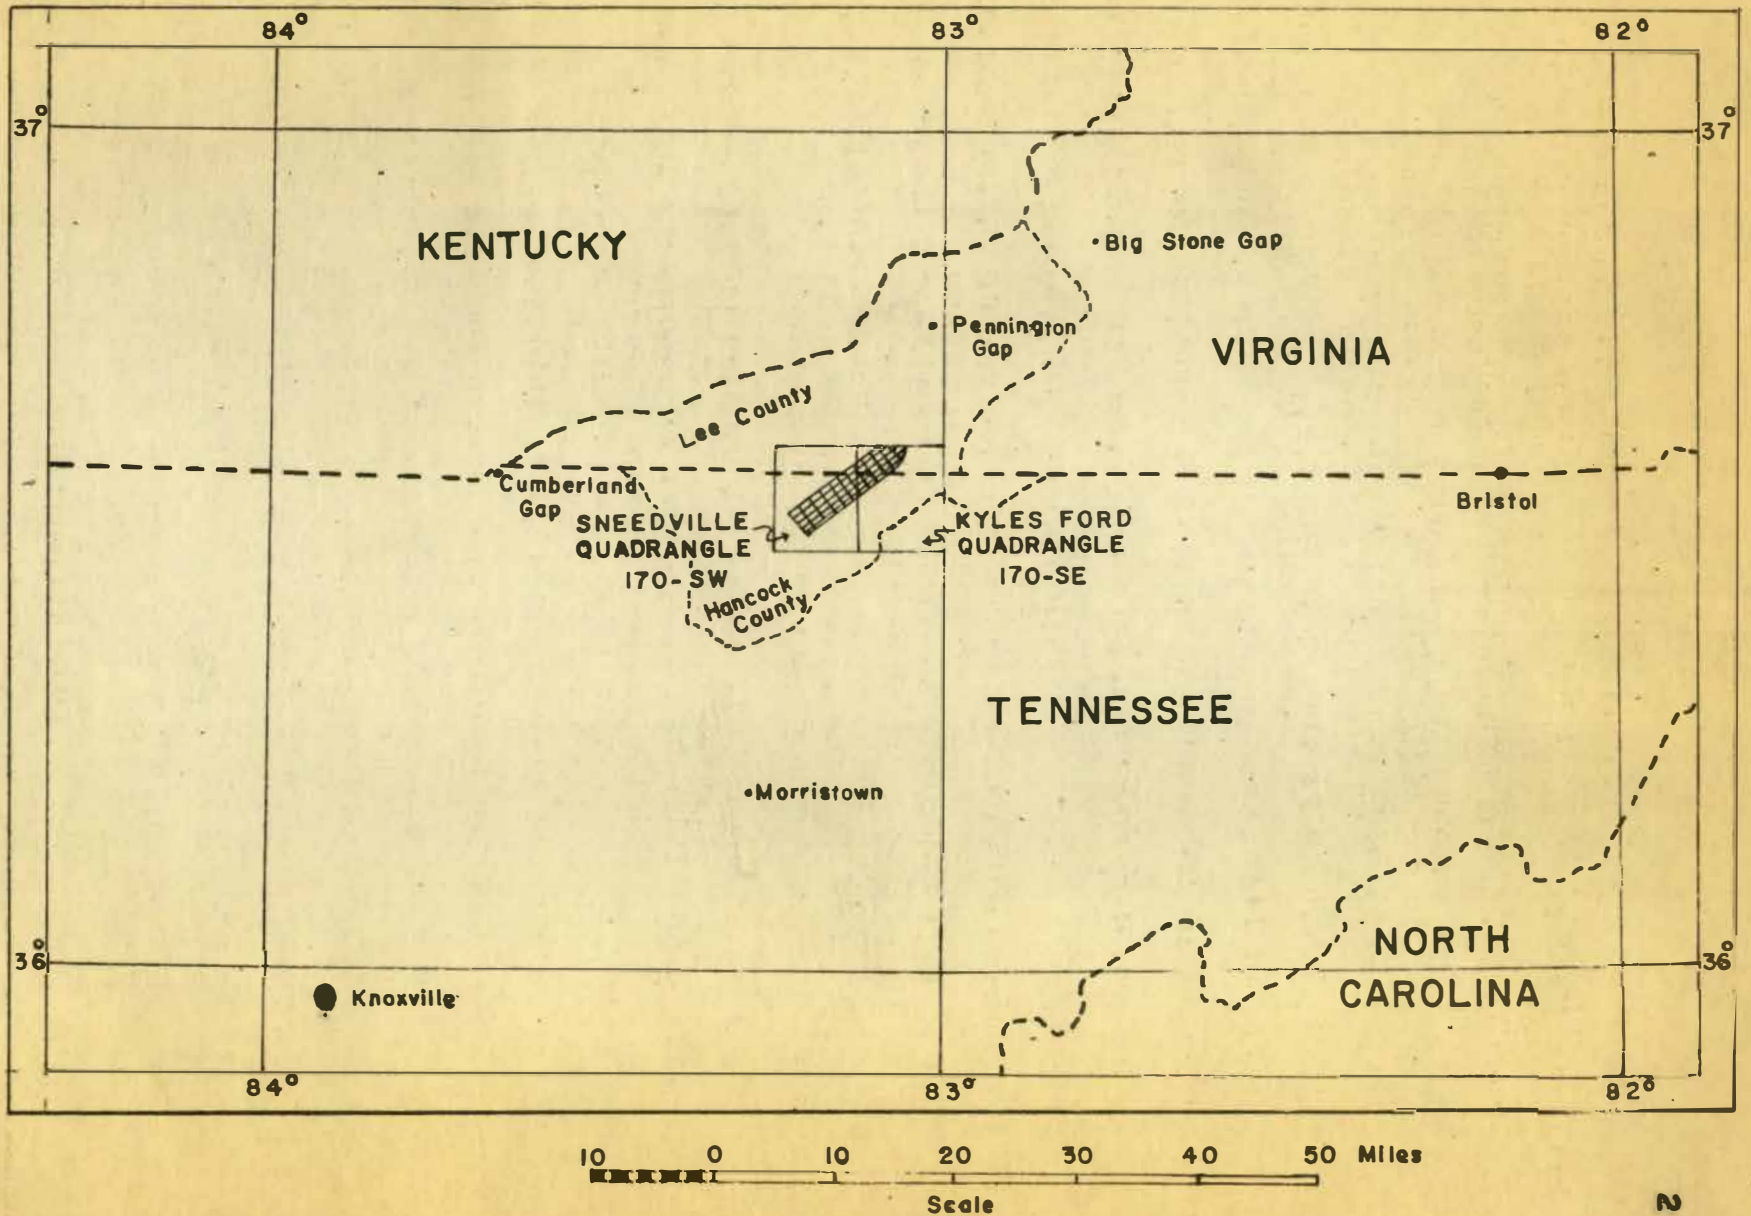 84°
83°
82°
37°
37°
KENTUCKY
Big Stone Gap
Pennington
Gap
VIRGINIA
Lee County
Cumberland
Gap
Bristol
SNEEDVILLE
QUADRANGLE
170-SW
KYLES FORD
QUADRANGLE
170-SE
Hancock
County
TENNESSEE
Morristown
NORTH
CAROLINA
36°
36°
Knoxville
84°
83°
82°
10 0 10 20 30 40 50 Miles
Scale
2